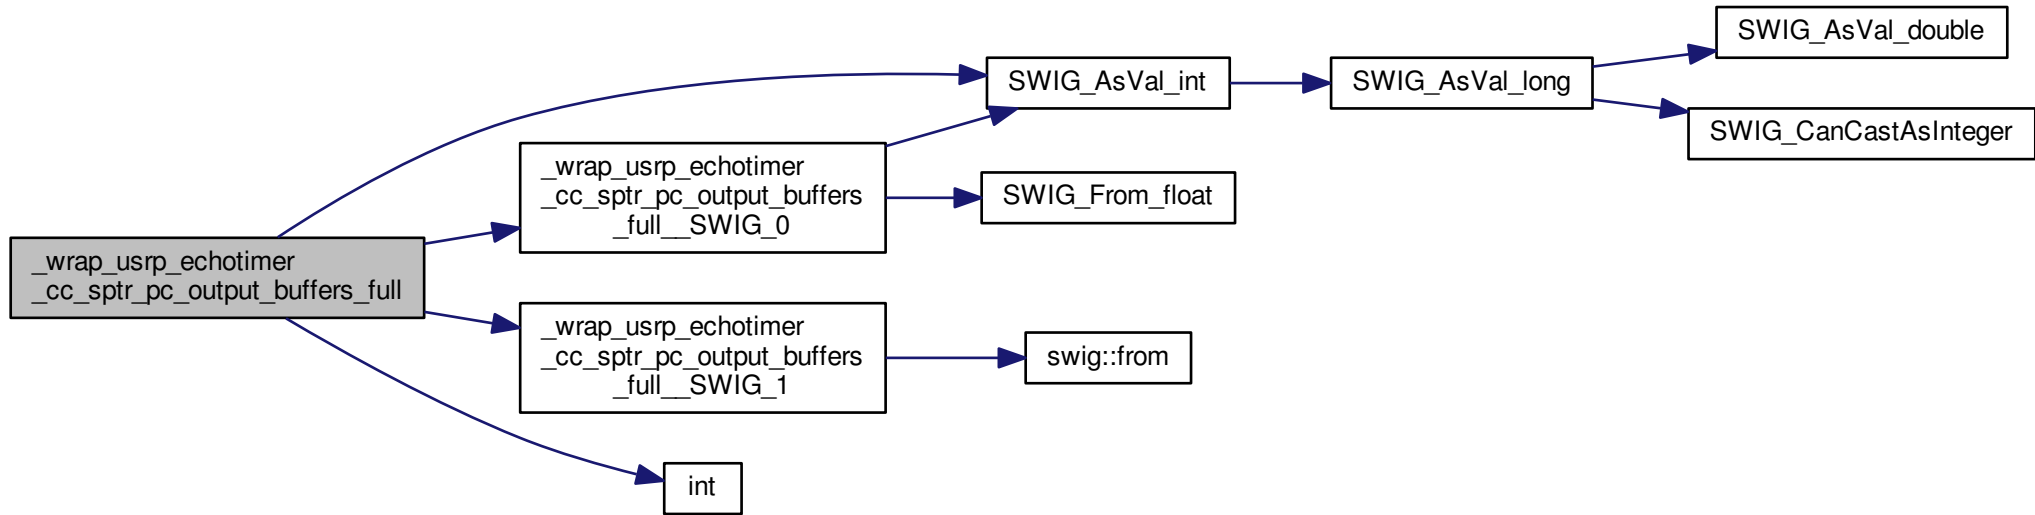 _wrap_usrp_echotimer
_cc_sptr_pc_output_buffers_full
_wrap_usrp_echotimer
_cc_sptr_pc_output_buffers
_full__SWIG_0
_wrap_usrp_echotimer
_cc_sptr_pc_output_buffers
_full__SWIG_1
int
SWIG_AsVal_int
SWIG_From_float
swig::from
SWIG_AsVal_long
SWIG_AsVal_double
SWIG_CanCastAsInteger